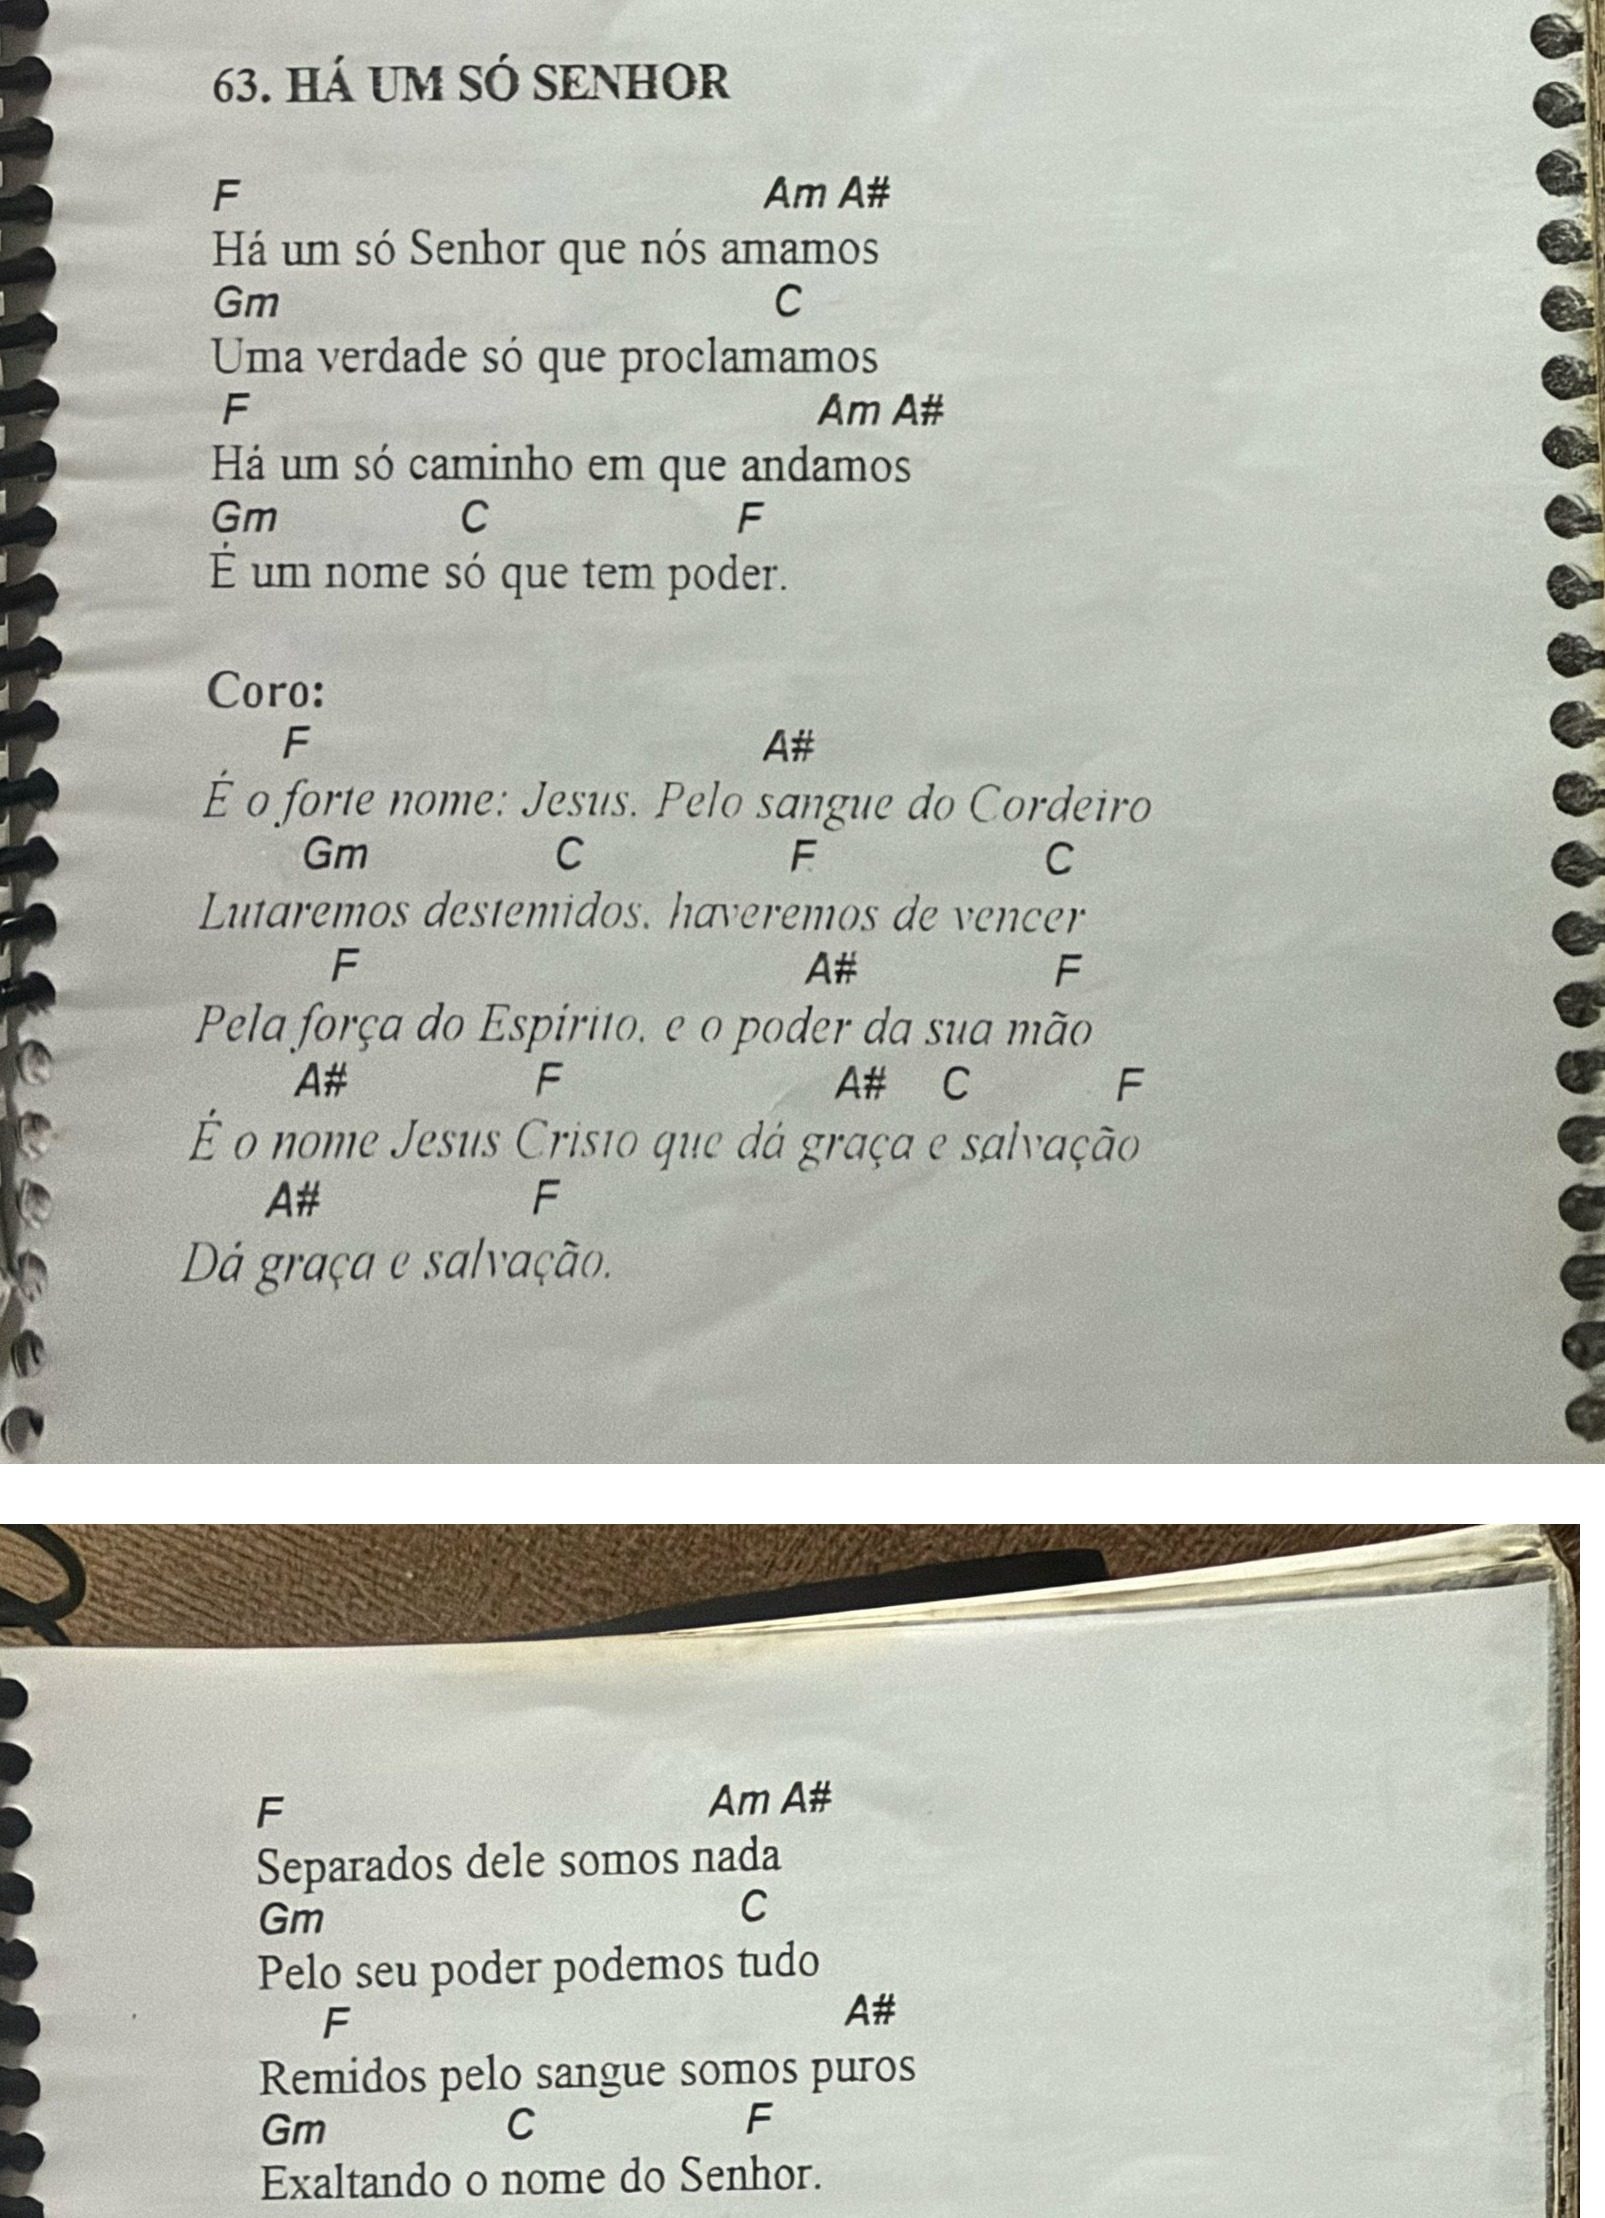 63. HÁ UM SÓ SENHOR
F Am A#
Há um só Senhor que nós amamos
Gm C
Uma verdade só que proclamamos
F Am A#
Há um só caminho em que andamos
Gm C F
É um nome só que tem poder.
Coro:
F A#
É o forte nome: Jesus. Pelo sangue do Cordeiro
Gm C F C
Lutaremos destemidos, haveremos de vencer
F A# F
Pela força do Espírito, e o poder da sua mão
A# F A# C F
É o nome Jesus Cristo que dá graça e salvação
A# F
Dá graça e salvação.
F Am A#
Separados dele somos nada
Gm C
Pelo seu poder podemos tudo
F A#
Remidos pelo sangue somos puros
Gm C F
Exaltando o nome do Senhor.